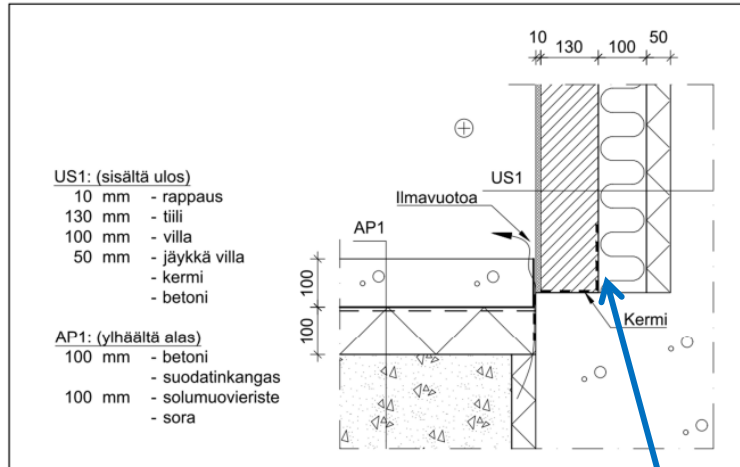 10 130 100 50
US1: (sisältä ulos)
10 mm - rappaus
130 mm - tiili
100 mm - villa
50 mm - jäykkä villa
- kermi
- betoni
AP1: (ylhäältä alas)
100 mm - betoni
- suodatinkangas
100 mm - solumuovieriste
- sora
US1
Ilmavuotoa
AP1
100
100
Kermi